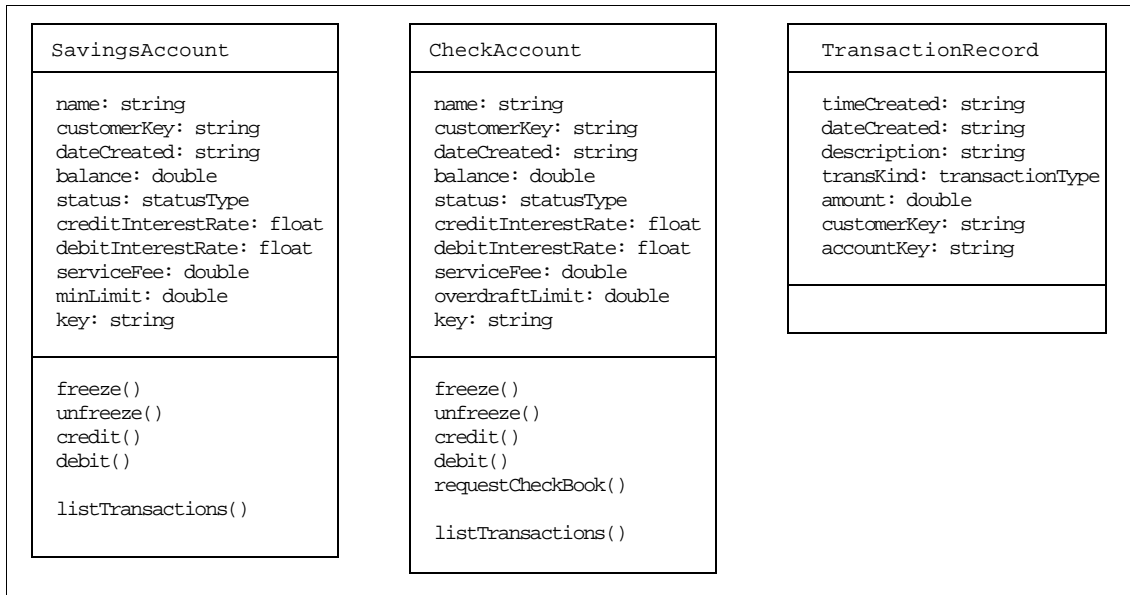 SavingsAccount
name: string
customerKey: string
dateCreated: string
balance: double
status: statusType
creditInterestRate: float
debitInterestRate: float
serviceFee: double
minLimit: double
key: string
freeze()
unfreeze()
credit()
debit()
listTransactions()
CheckAccount
name: string
customerKey: string
dateCreated: string
balance: double
status: statusType
creditInterestRate: float
debitInterestRate: float
serviceFee: double
overdraftLimit: double
key: string
freeze()
unfreeze()
credit()
debit()
requestCheckBook()
listTransactions()
TransactionRecord
timeCreated: string
dateCreated: string
description: string
transKind: transactionType
amount: double
customerKey: string
accountKey: string